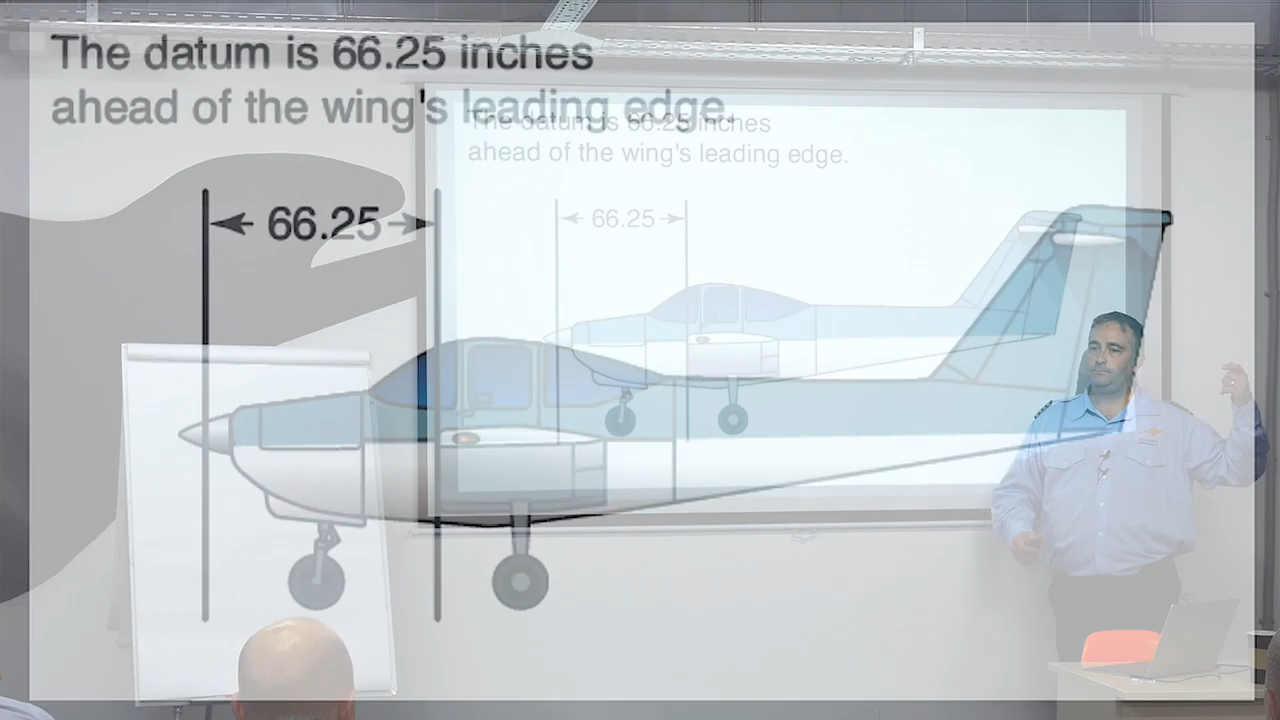 The datum is 66.25 inches
ahead of the wing's leading edge.
66.25
The datum is 66.25 inches
ahead of the wing's leading edge.
66.25